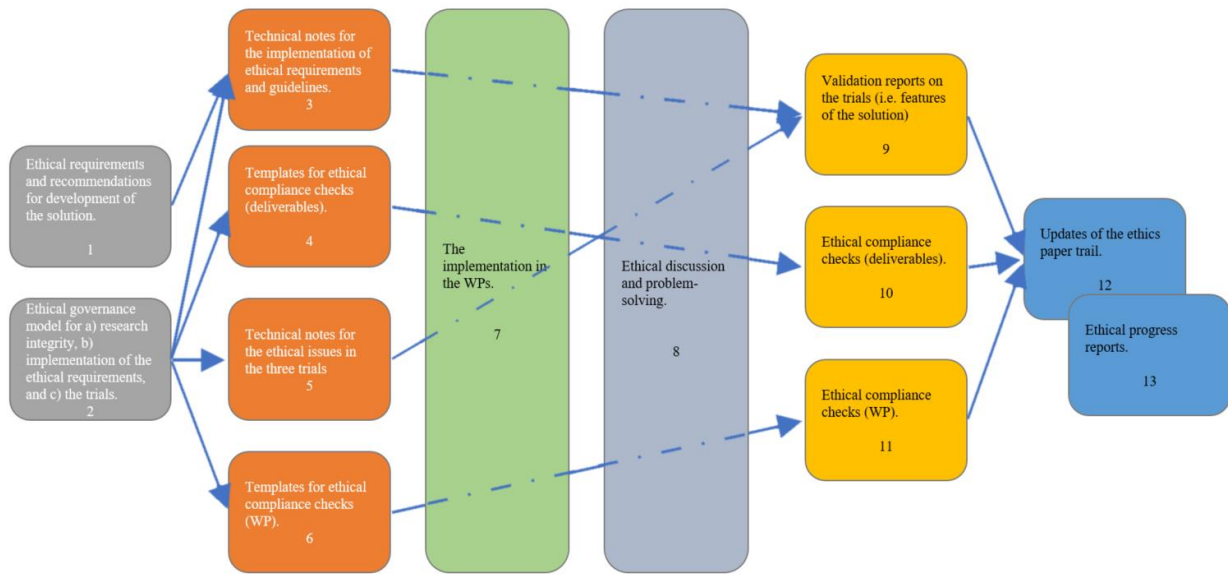 Ethical requirements
and recommendations
for development of
the solution.
1
Ethical governance
model for a) research
integrity, b)
implementation of the
ethical requirements,
and c) the trials.
2
Technical notes for
the implementation of
ethical requirements
and guidelines.
3
Templates for ethical
compliance checks
(deliverables).
4
Technical notes for
the ethical issues in
the three trials
5
Templates for ethical
compliance checks
(WP).
6
The
implementation in
the WPs.
7
Ethical discussion
and problem-
solving.
8
Validation reports on
the trials (i.e. features
of the solution)
9
Ethical compliance
checks (deliverables).
10
Ethical compliance
checks (WP).
11
Updates of the ethics
paper trail.
12
Ethical progress
reports.
13